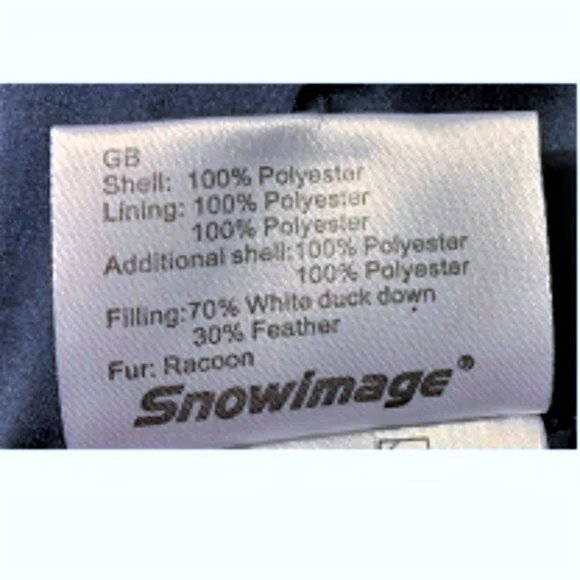 GB
Shell: 100% Polyester
Lining: 100% Polyester
100% Polyester
Additional shell:100% Polyester
100% Polyester
Filling:70% White duck down
30% Feather
Fur: Racoon
Snowimage®